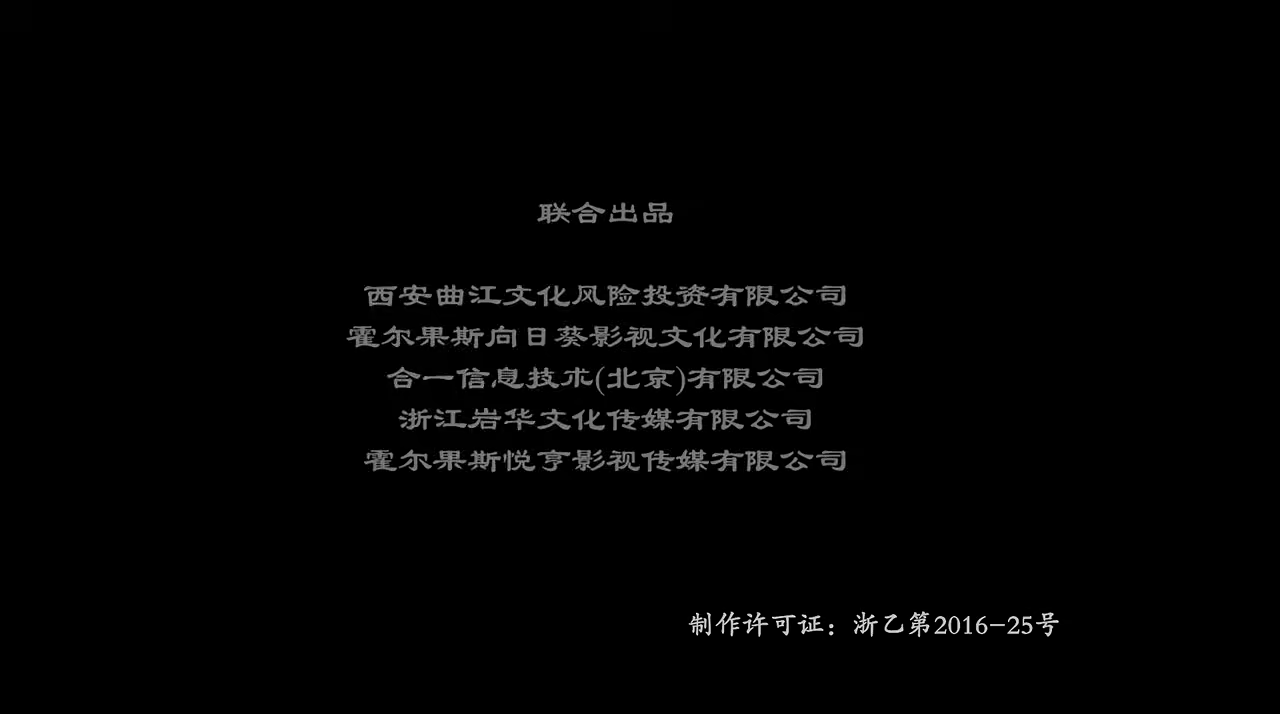 联合出品
西安曲江文化风险投资有限公司
霍尔果斯向日葵影视文化有限公司
合一信息技术(北京)有限公司
浙江岩华文化传媒有限公司
霍尔果斯悦亨影视传媒有限公司
制作许可证：浙乙第2016-25号